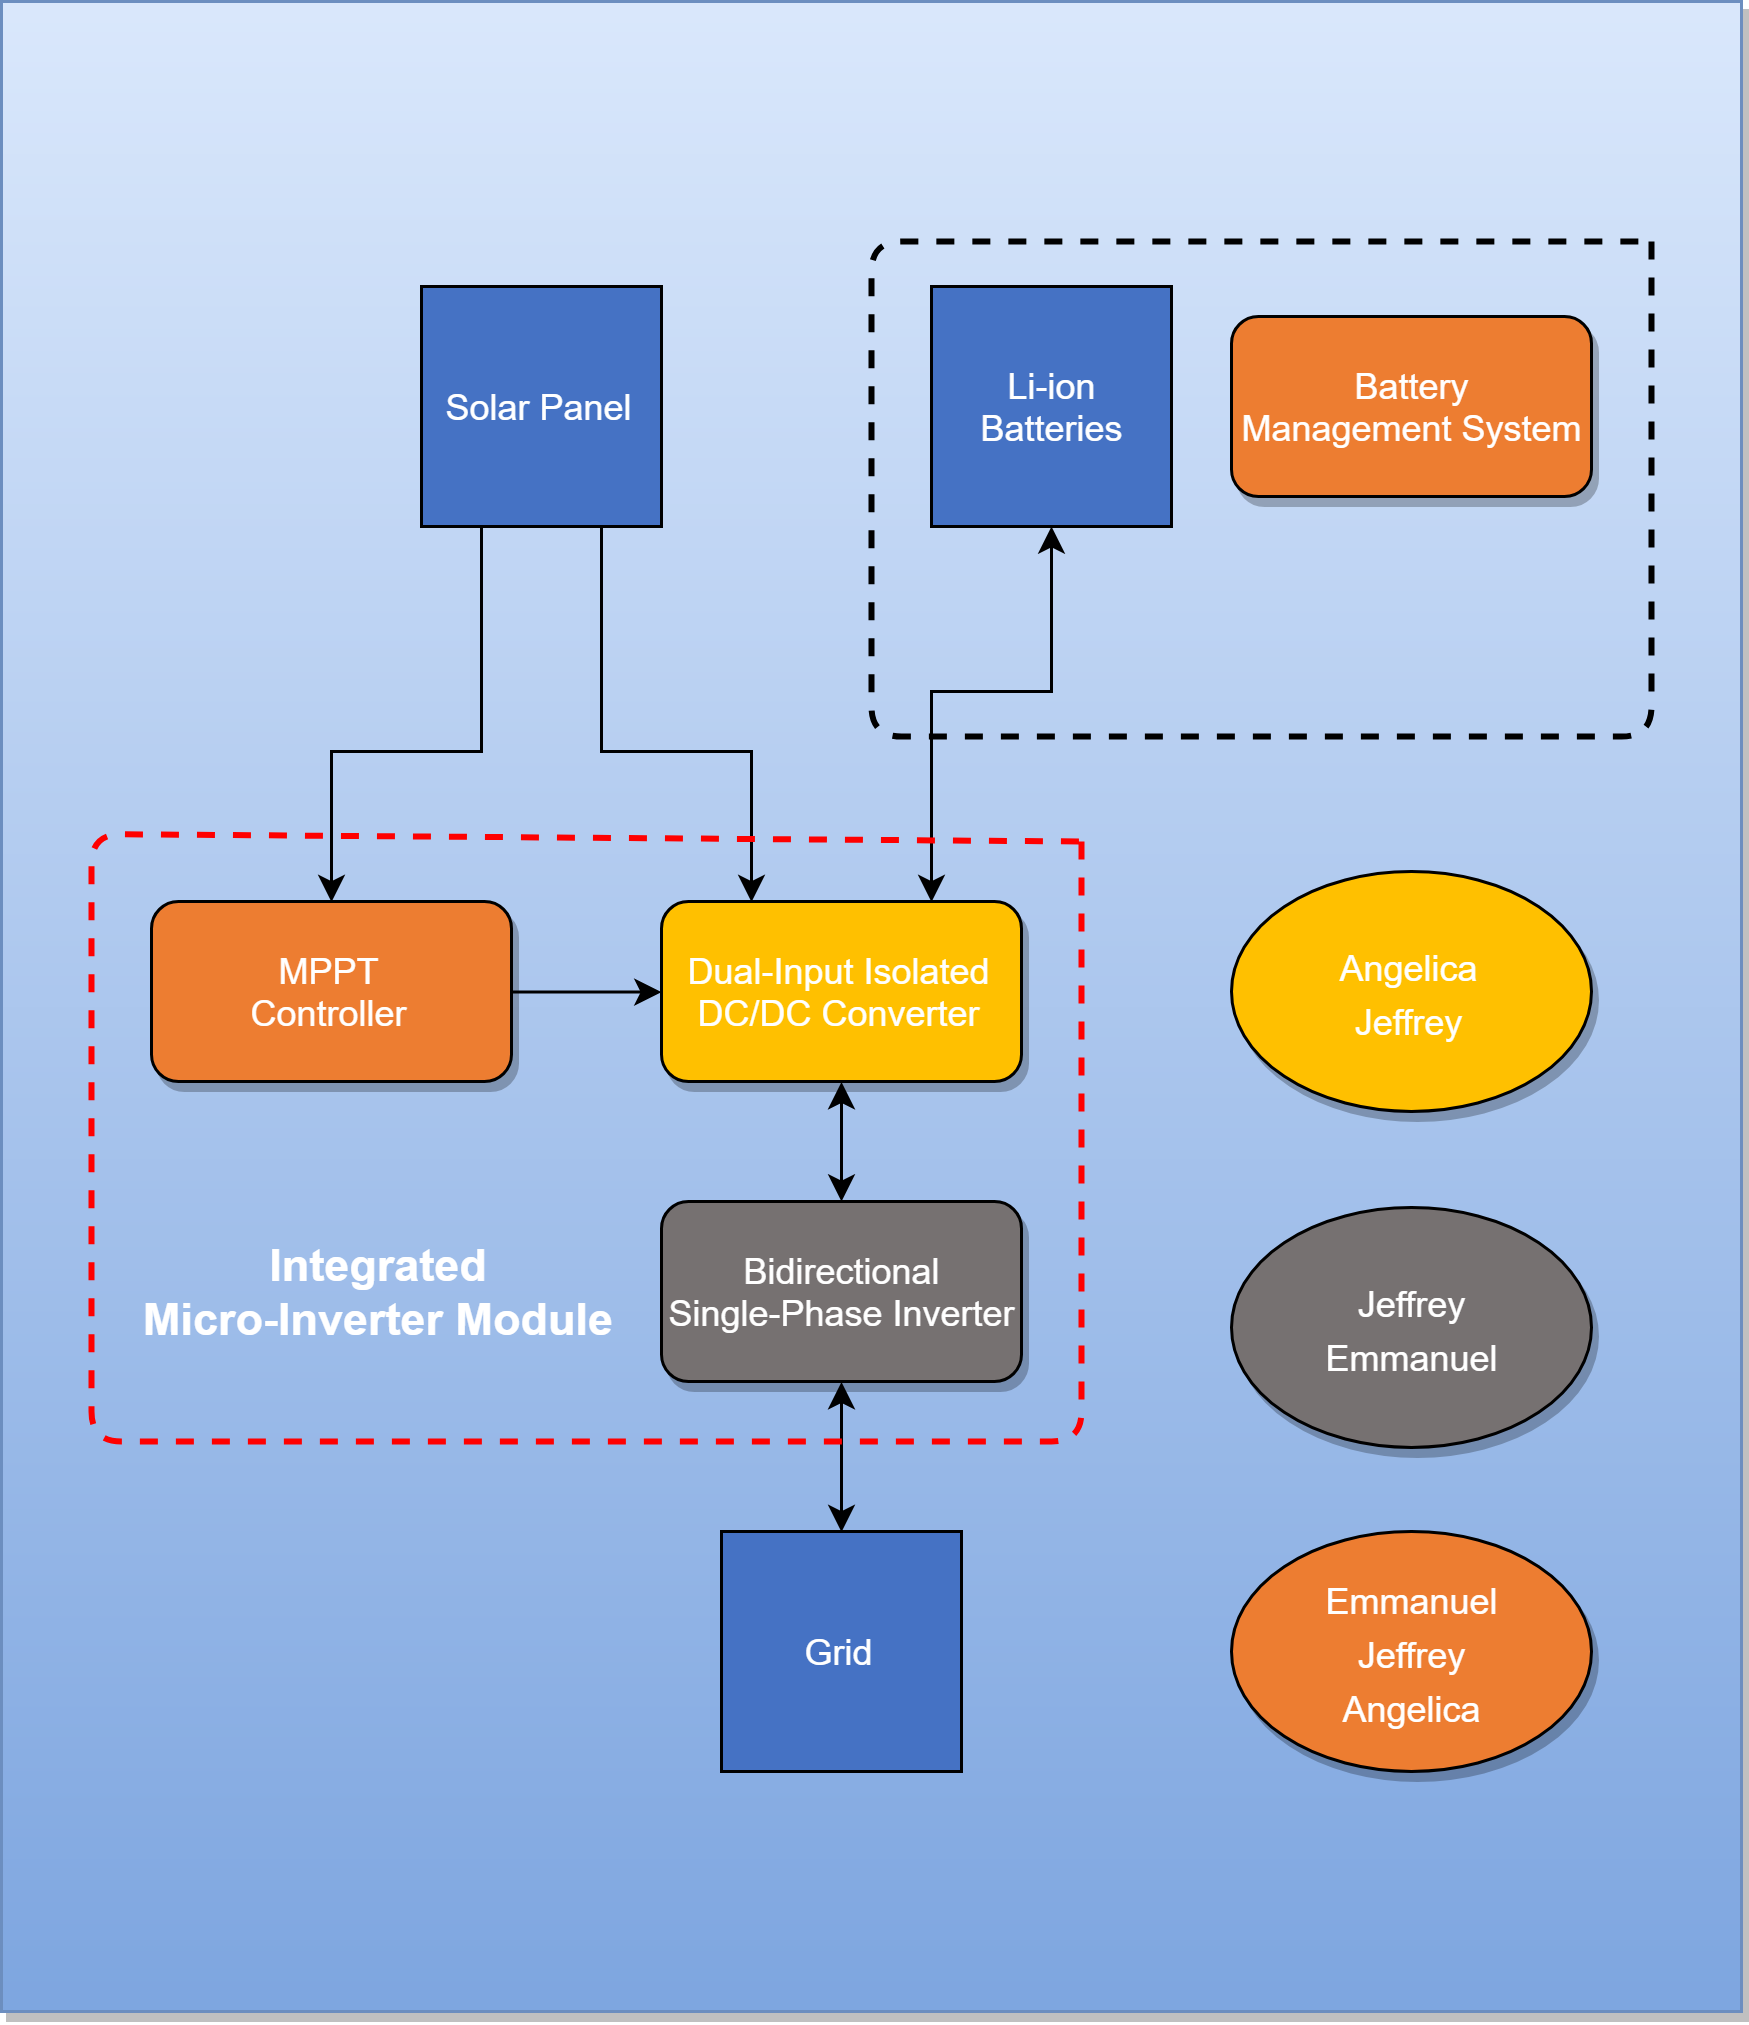 Solar Panel
Li-ion
Batteries
Battery
Management System
MPPT
Controller
Dual-Input Isolated
DC/DC Converter
Angelica
Jeffrey
Integrated
Micro-Inverter Module
Bidirectional
Single-Phase Inverter
Jeffrey
Emmanuel
Grid
Emmanuel
Jeffrey
Angelica